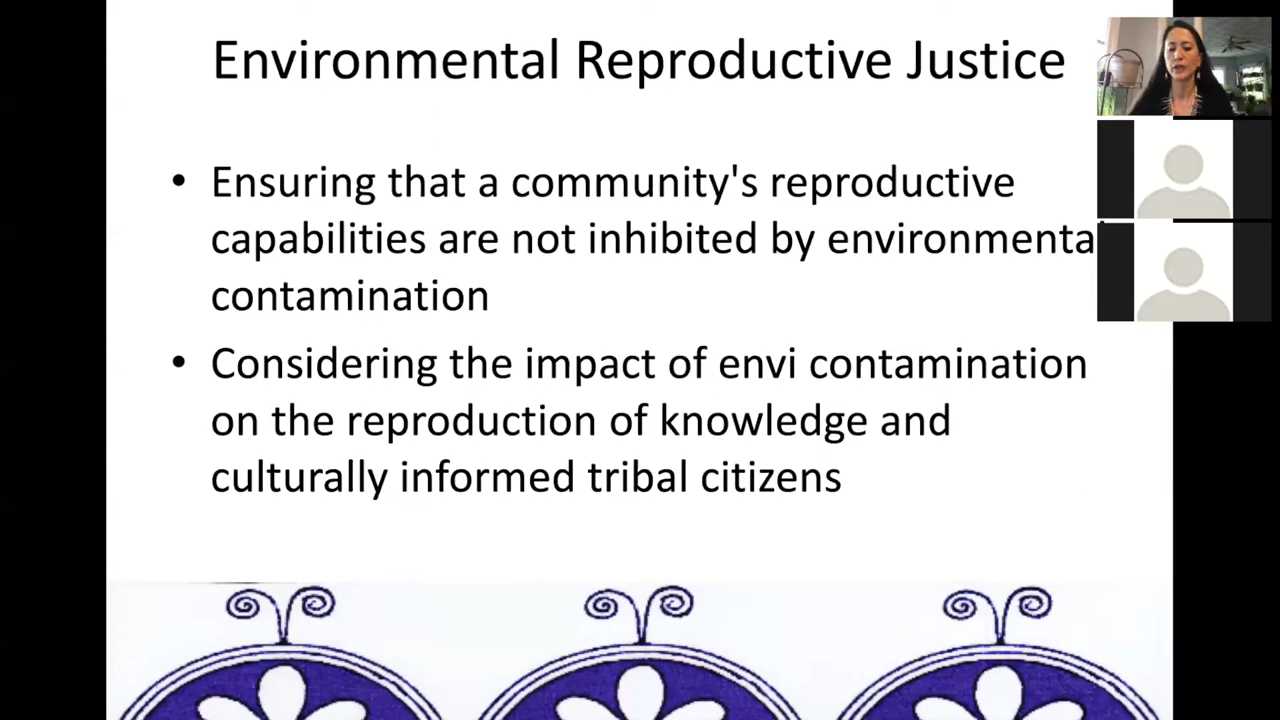 Environmental Reproductive Justice
• Ensuring that a community's reproductive
capabilities are not inhibited by environmenta
contamination
• Considering the impact of envi contamination
on the reproduction of knowledge and
culturally informed tribal citizens